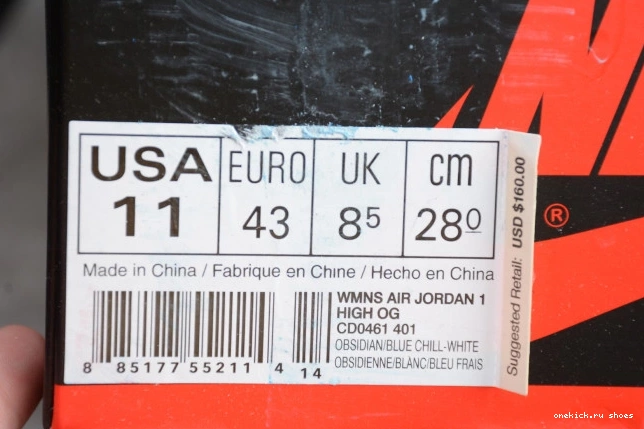 USA EURO UK cm
11 43 8 5 28 0
Made in China / Fabrique en Chine / Hecho en China
WMNS AIR JORDAN 1
HIGH OG
CD0461 401
OBSIDIAN/BLUE CHILL-WHITE
OBSIDIENNE/BLANC/BLEU FRAIS
8 85177 55211 4 14
Suggested Retail: USD $160.00
®
onekick.ru shoes